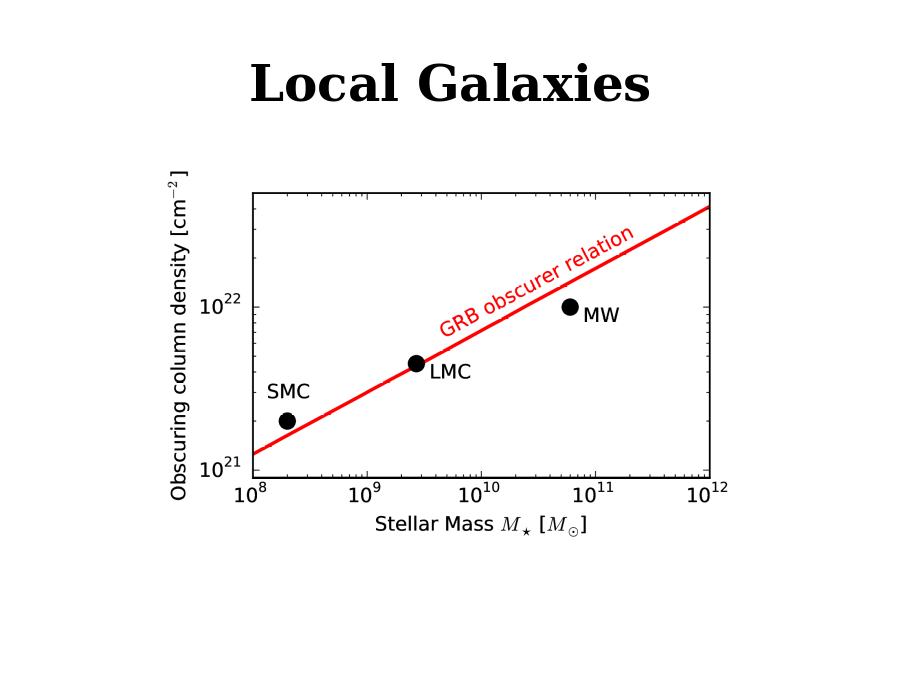 Local Galaxies
Obscuring column density [cm⁻²]
10²²
10²¹
GRB obscurer relation
SMC
LMC
MW
10⁸ 10⁹ 10¹⁰ 10¹¹ 10¹²
Stellar Mass M⋆ [M⊙]